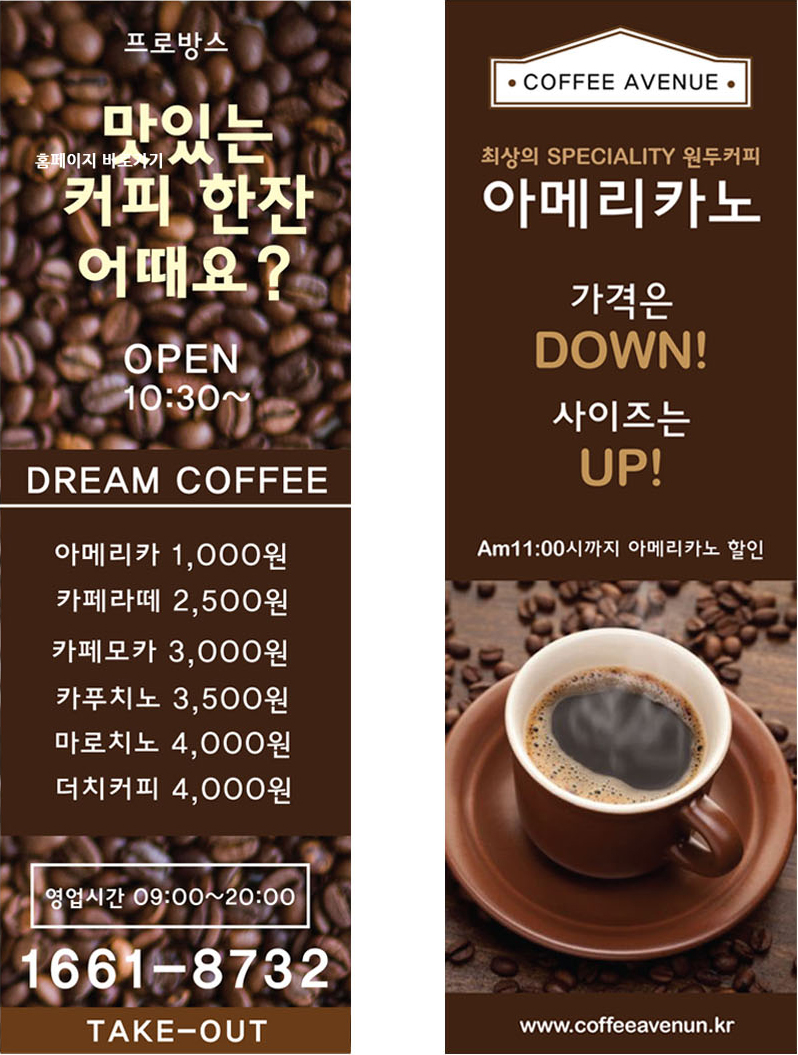 프로방스
맛있는
홈페이지 바로가기
커피 한잔
어때요?
OPEN
10:30~
DREAM COFFEE
아메리카 1,000원
카페라떼 2,500원
카페모카 3,000원
카푸치노 3,500원
마로치노 4,000원
더치커피 4,000원
영업시간 09:00~20:00
1661-8732
TAKE-OUT
• COFFEE AVENUE •
최상의 SPECIALITY 원두커피
아메리카노
가격은
DOWN!
사이즈는
UP!
Am11:00시까지 아메리카노 할인
www.coffeeavenun.kr